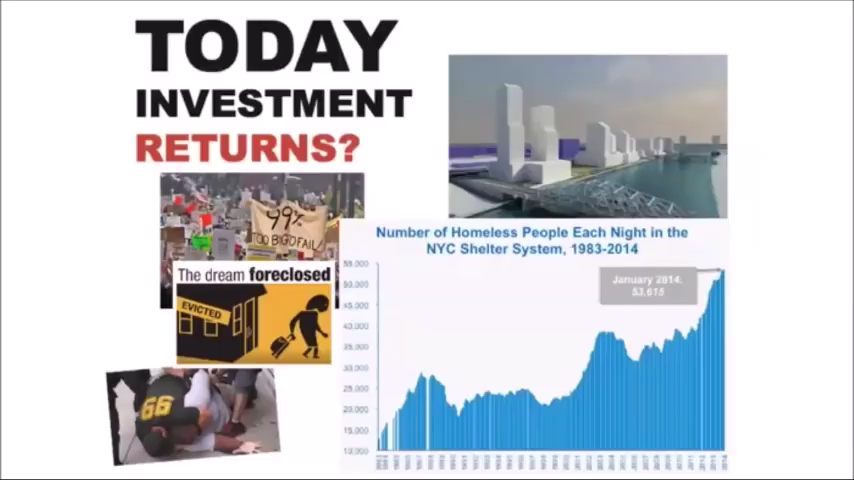 TODAY
INVESTMENT
RETURNS?
99%
TOO BIG TO FAIL
The dream foreclosed
EVICTED
66
Number of Homeless People Each Night in the
NYC Shelter System, 1983-2014
January 2014:
53,615
55,000
45,000
40,000
35,000
30,000
25,000
20,000
15,000
10,000